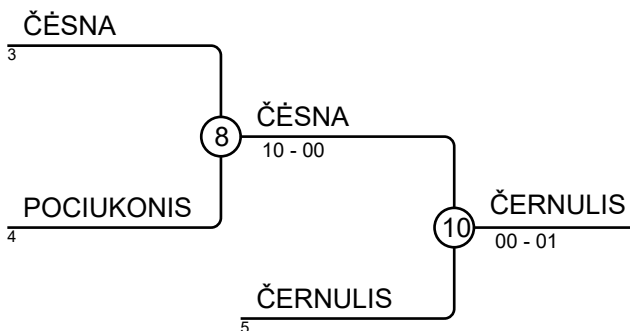 ČĖSNA
3
8
ČĖSNA
10 - 00
POCIUKONIS
4
10
ČERNULIS
00 - 01
ČERNULIS
5